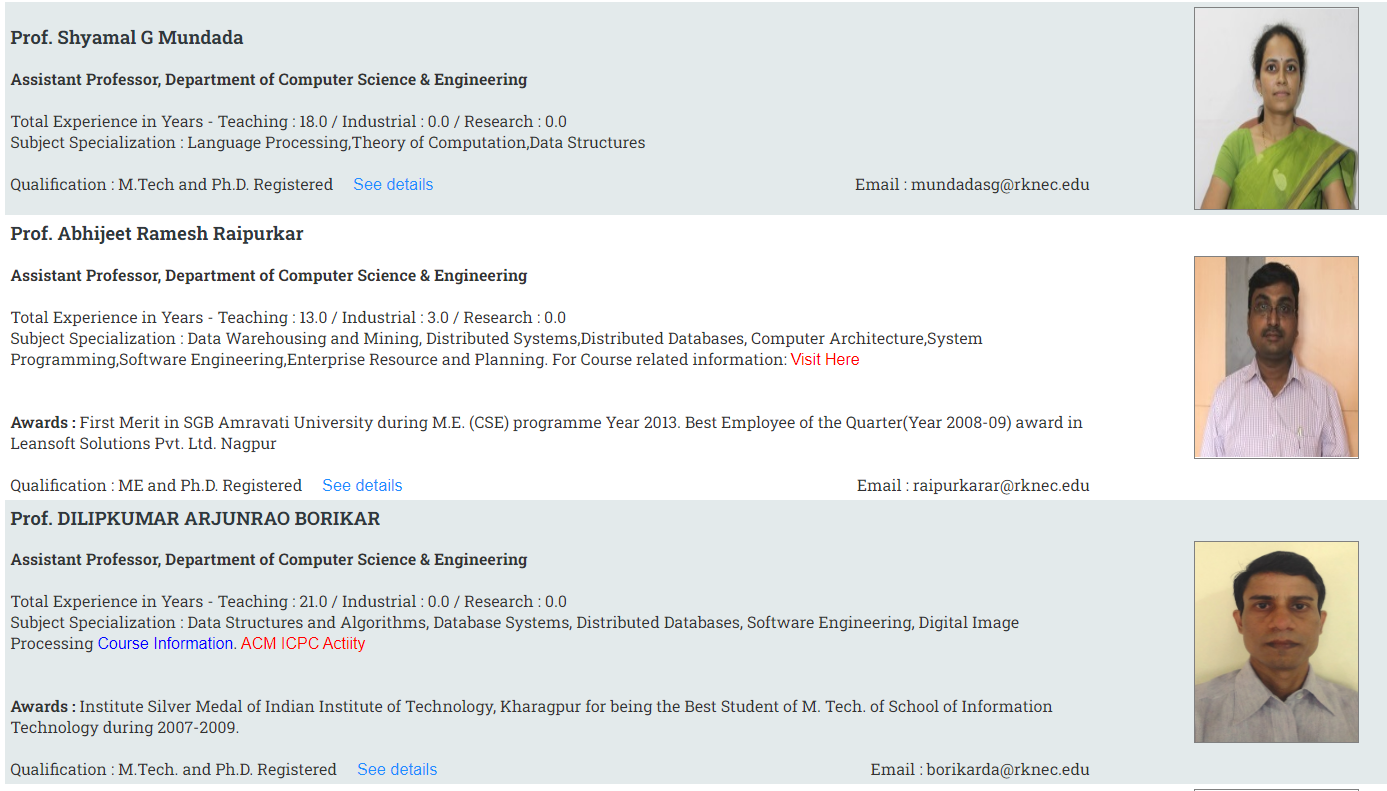 Prof. Shyamal G Mundada
Assistant Professor, Department of Computer Science & Engineering
Total Experience in Years - Teaching : 18.0 / Industrial : 0.0 / Research : 0.0
Subject Specialization : Language Processing,Theory of Computation,Data Structures
Qualification : M.Tech and Ph.D. Registered See details Email : mundadasg@rknec.edu
Prof. Abhijeet Ramesh Raipurkar
Assistant Professor, Department of Computer Science & Engineering
Total Experience in Years - Teaching : 13.0 / Industrial : 3.0 / Research : 0.0
Subject Specialization : Data Warehousing and Mining, Distributed Systems,Distributed Databases, Computer Architecture,System
Programming,Software Engineering,Enterprise Resource and Planning. For Course related information: Visit Here
Awards : First Merit in SGB Amravati University during M.E. (CSE) programme Year 2013. Best Employee of the Quarter(Year 2008-09) award in
Leansoft Solutions Pvt. Ltd. Nagpur
Qualification : ME and Ph.D. Registered See details Email : raipurkarar@rknec.edu
Prof. DILIPKUMAR ARJUNRAO BORIKAR
Assistant Professor, Department of Computer Science & Engineering
Total Experience in Years - Teaching : 21.0 / Industrial : 0.0 / Research : 0.0
Subject Specialization : Data Structures and Algorithms, Database Systems, Distributed Databases, Software Engineering, Digital Image
Processing Course Information. ACM ICPC Actiity
Awards : Institute Silver Medal of Indian Institute of Technology, Kharagpur for being the Best Student of M. Tech. of School of Information
Technology during 2007-2009.
Qualification : M.Tech. and Ph.D. Registered See details Email : borikarda@rknec.edu